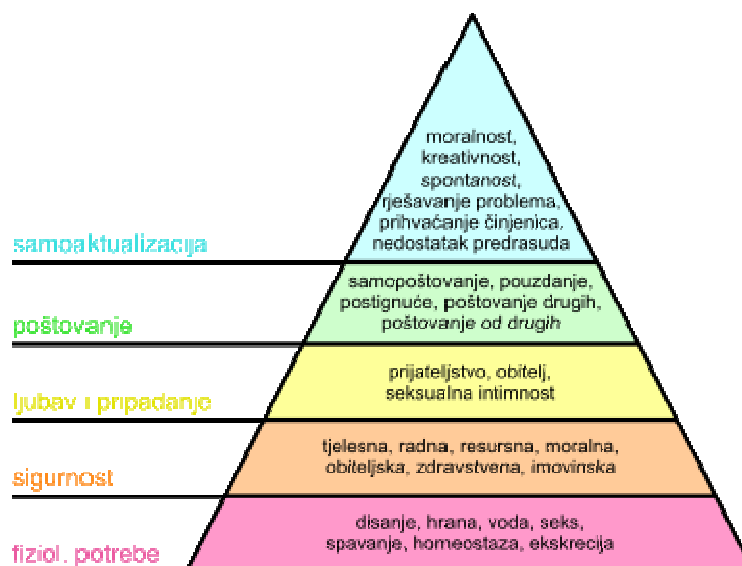 moralnost,
kreativnost,
spontanost,
rješavanje problema,
prihvaćanje činjenica,
nedostatak predrasuda
samoaktualizacija
samopoštovanje, pouzdanje,
postignuće, poštovanje drugih,
poštovanje od drugih
poštovanje
prijateljstvo, obitelj,
seksualna intimnost
ljubav i pripadanje
tjelesna, radna, resursna, moralna,
obiteljska, zdravstvena, imovinska
sigurnost
disanje, hrana, voda, seks,
spavanje, homeostaza, ekskrecija
fiziol. potrebe